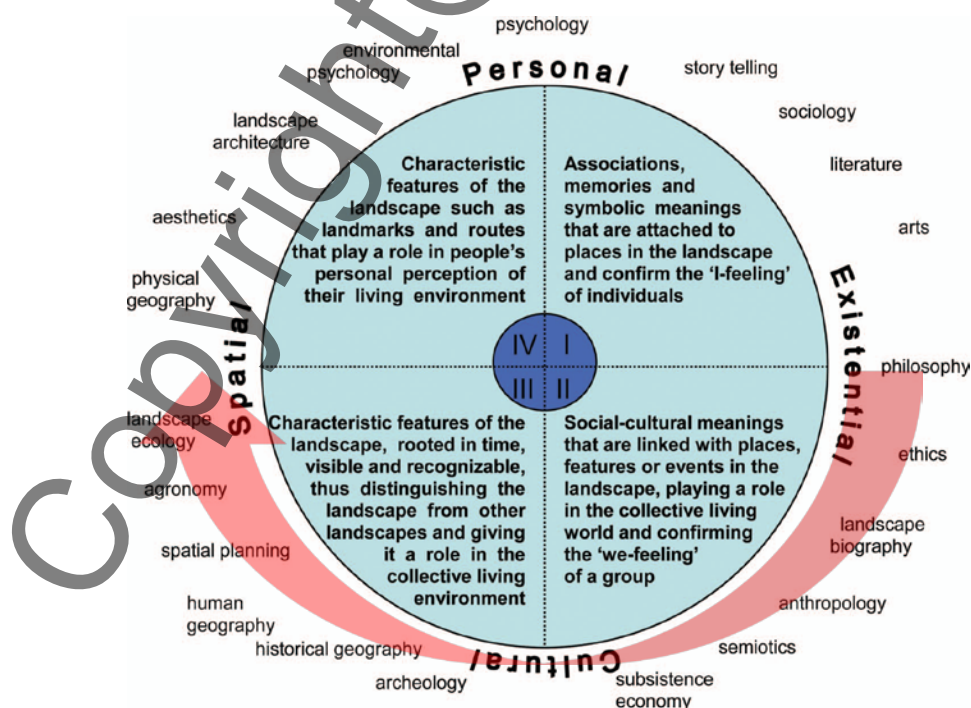 Copyright
psychology
environmental
psychology
Personal
story telling
sociology
landscape
architecture
literature
aesthetics
arts
physical
geography
Characteristic
features of the
landscape such as
landmarks and routes
that play a role in people's
personal perception of
their living environment
Associations,
memories and
symbolic meanings
that are attached to
places in the landscape
and confirm the 'I-feeling'
of individuals
Spatial
Existential
IV
I
III
II
philosophy
landscape
ecology
ethics
agronomy
landscape
biography
spatial planning
Characteristic features of the
landscape, rooted in time,
visible and recognizable,
thus distinguishing the
landscape from other
landscapes and giving
it a role in the
collective living
environment
Social-cultural meanings
that are linked with places,
features or events in the
landscape, playing a role
in the collective living
world and confirming
the 'we-feeling'
of a group
human
geography
anthropology
historical geography
semiotics
archeology
Cultural
subsistence
economy